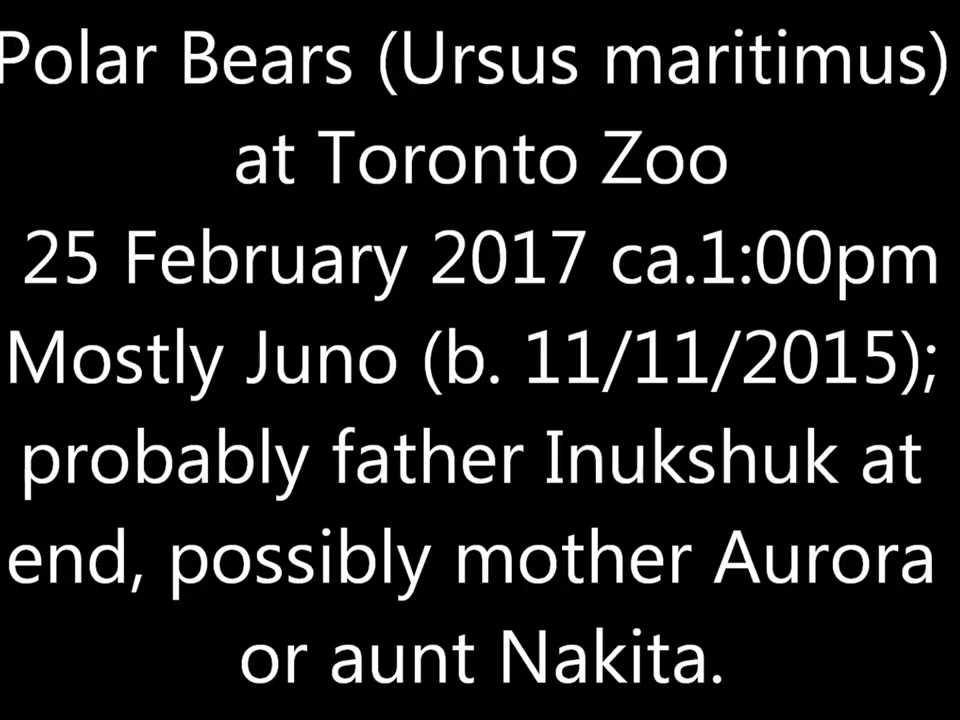 Polar Bears (Ursus maritimus)
at Toronto Zoo
25 February 2017 ca.1:00pm
Mostly Juno (b. 11/11/2015);
probably father Inukshuk at
end, possibly mother Aurora
or aunt Nakita.